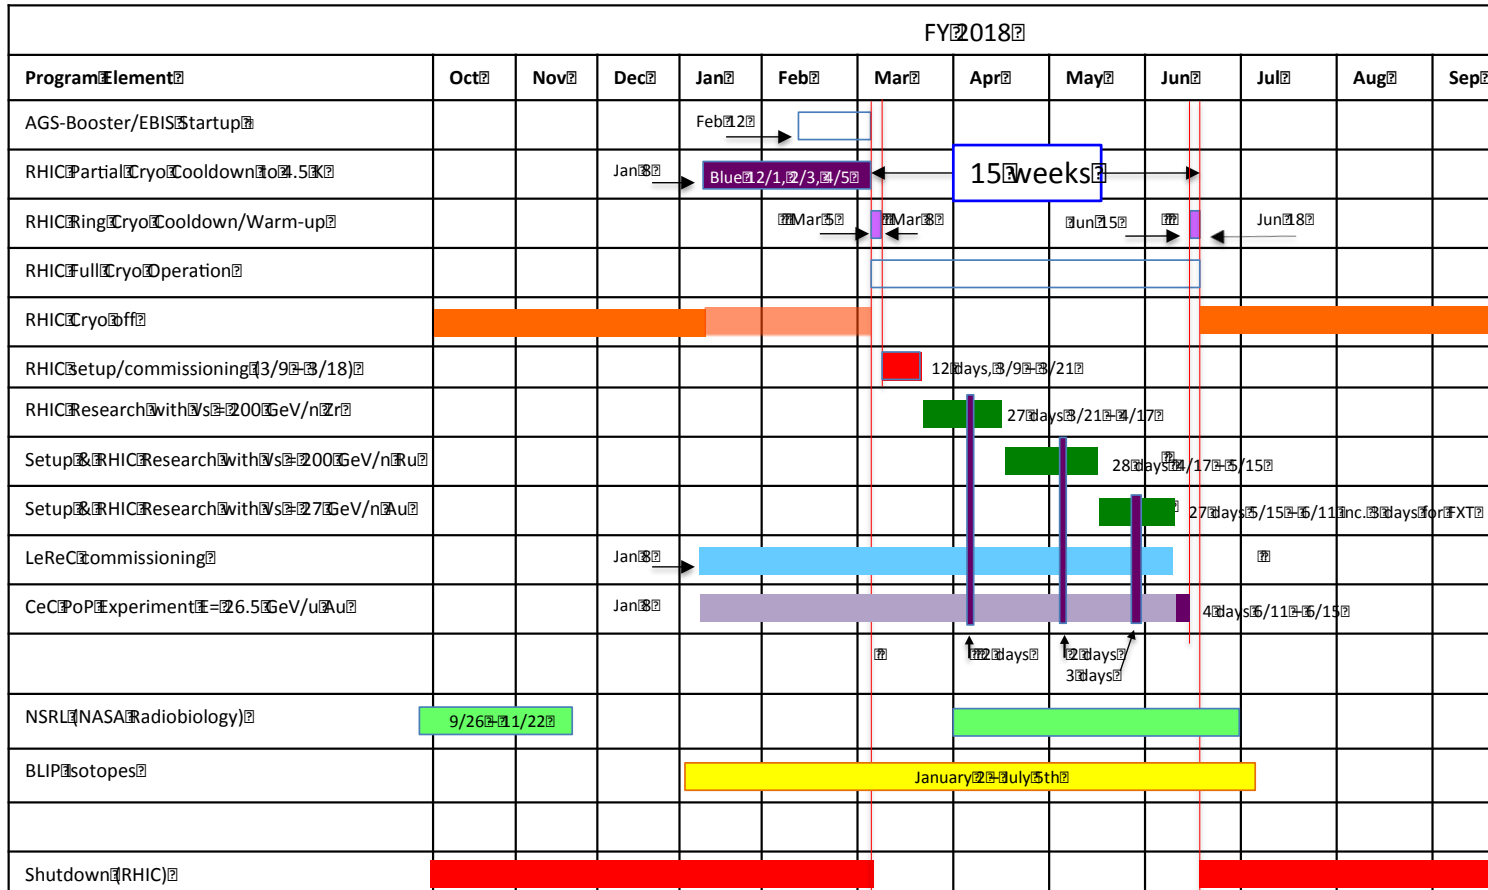 FY 2018
Program Element Oct Nov Dec Jan Feb Mar Apr May Jun Jul Aug Sep
AGS-Booster/EBIS Startup Feb 12
RHIC Partial Cryo Cooldown to 4.5 K Jan 8 Blue 12/1, 2/3, 4/5 15 weeks
RHIC Ring Cryo Cooldown/Warm-up Mar 5 Mar 8 Jun 15 Jun 18
RHIC Full Cryo Operation
RHIC Cryo off
RHIC setup/commissioning (3/9 – 3/18) 12 days, 3/9 – 3/21
RHIC Research with √s = 200 GeV/n Zr 27 days 3/21 – 4/17
Setup & RHIC Research with √s = 200 GeV/n Ru 28 days 4/17 – 5/15
Setup & RHIC Research with √s = 27 GeV/n Au 27 days 5/15 – 6/11 inc. 3 days for FXT
LeReC commissioning Jan 8
CeC PoP Experiment E = 26.5 GeV/u Au Jan 8 4 days 6/11 – 6/15
2 days 2 days
3 days
NSRL (NASA Radiobiology) 9/26 – 11/22
BLIP Isotopes January 2 – July 5th
Shutdown (RHIC)